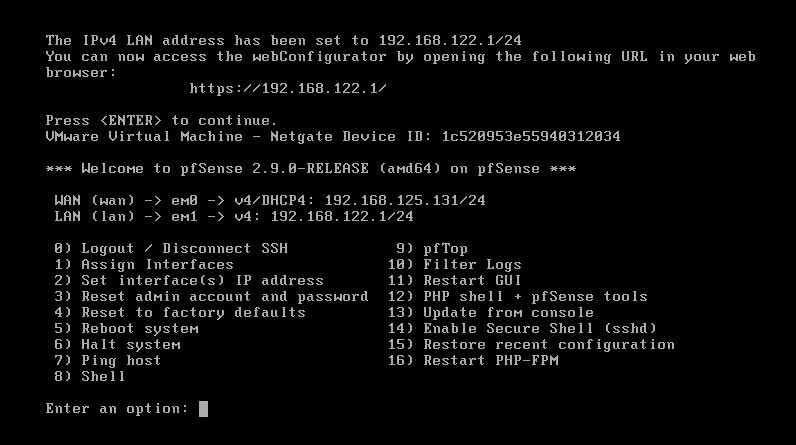 The IPv4 LAN address has been set to 192.168.122.1/24
You can now access the webConfigurator by opening the following URL in your web
browser:
https://192.168.122.1/
Press <ENTER> to continue.
VMware Virtual Machine - Netgate Device ID: 1c520953e55940312034
*** Welcome to pfSense 2.9.0-RELEASE (amd64) on pfSense ***
WAN (wan) -> em0 -> v4/DHCP4: 192.168.125.131/24
LAN (lan) -> em1 -> v4: 192.168.122.1/24
0) Logout / Disconnect SSH 9) pfTop
1) Assign Interfaces 10) Filter Logs
2) Set interface(s) IP address 11) Restart GUI
3) Reset admin account and password 12) PHP shell + pfSense tools
4) Reset to factory defaults 13) Update from console
5) Reboot system 14) Enable Secure Shell (sshd)
6) Halt system 15) Restore recent configuration
7) Ping host 16) Restart PHP-FPM
8) Shell
Enter an option: